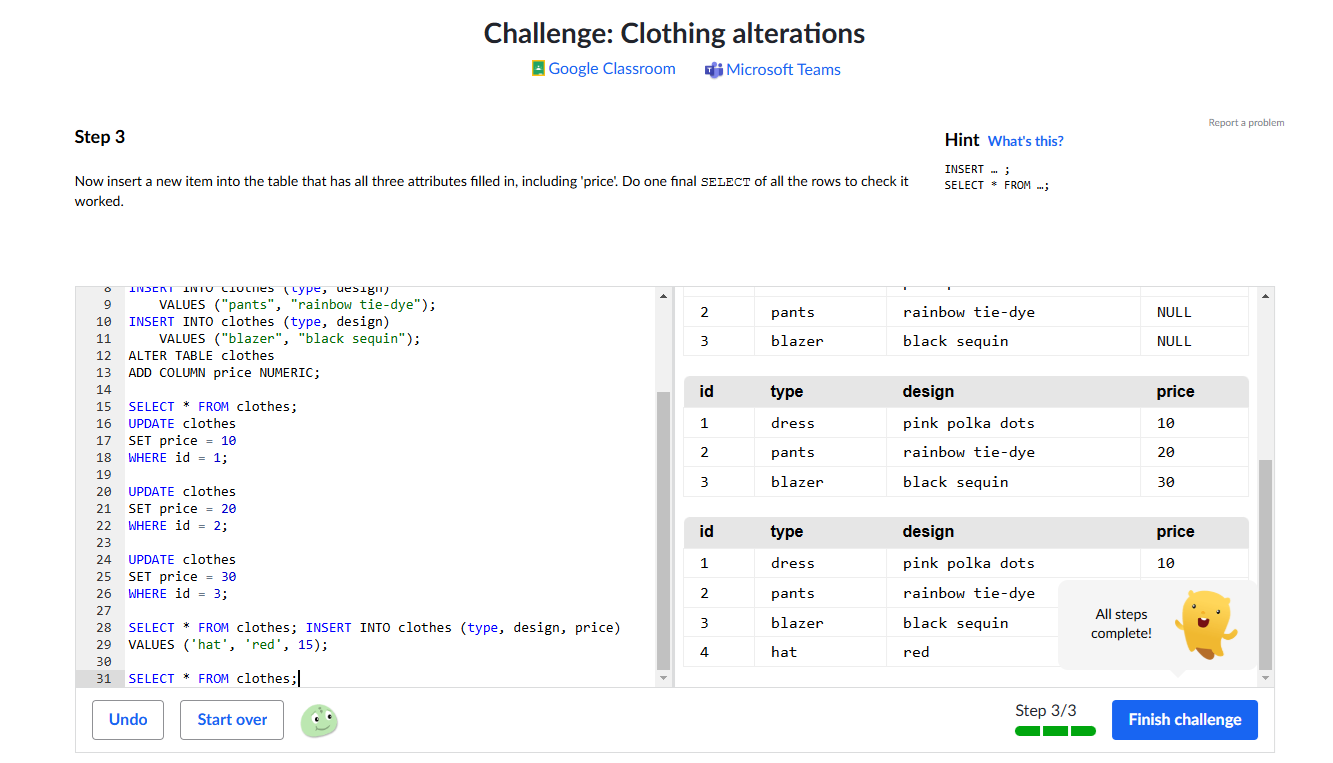 Challenge: Clothing alterations
Google Classroom Microsoft Teams
Report a problem
Step 3
Hint What's this?
Now insert a new item into the table that has all three attributes filled in, including 'price'. Do one final SELECT of all the rows to check it
worked.
INSERT … ;
SELECT * FROM …;
8 INSERT INTO clothes (type, design)
9 VALUES ("pants", "rainbow tie-dye");
10 INSERT INTO clothes (type, design)
11 VALUES ("blazer", "black sequin");
12 ALTER TABLE clothes
13 ADD COLUMN price NUMERIC;
14
15 SELECT * FROM clothes;
16 UPDATE clothes
17 SET price = 10
18 WHERE id = 1;
19
20 UPDATE clothes
21 SET price = 20
22 WHERE id = 2;
23
24 UPDATE clothes
25 SET price = 30
26 WHERE id = 3;
27
28 SELECT * FROM clothes; INSERT INTO clothes (type, design, price)
29 VALUES ('hat', 'red', 15);
30
31 SELECT * FROM clothes;
2 pants rainbow tie-dye NULL
3 blazer black sequin NULL
id type design price
1 dress pink polka dots 10
2 pants rainbow tie-dye 20
3 blazer black sequin 30
id type design price
1 dress pink polka dots 10
2 pants rainbow tie-dye
3 blazer black sequin
4 hat red
All steps
complete!
Undo
Start over
Step 3/3
Finish challenge